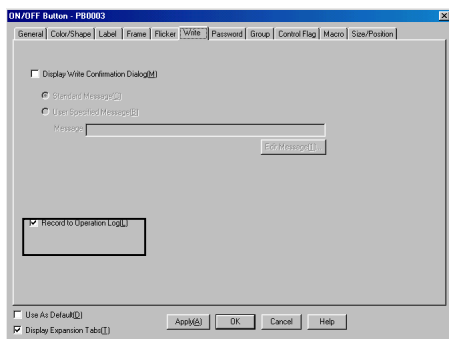 ON/OFF Button - PB0003
General Color/Shape Label Frame Flicker Write Password Group Control Flag Macro Size/Position
Display Write Confirmation Dialog(M)
Standard Message(S)
User Specified Message(R)
Message
Edit Message(1)
Record to Operation Log(L)
Use As Default(D)
Apply(A) OK Cancel Help
Display Expansion Tabs(T)